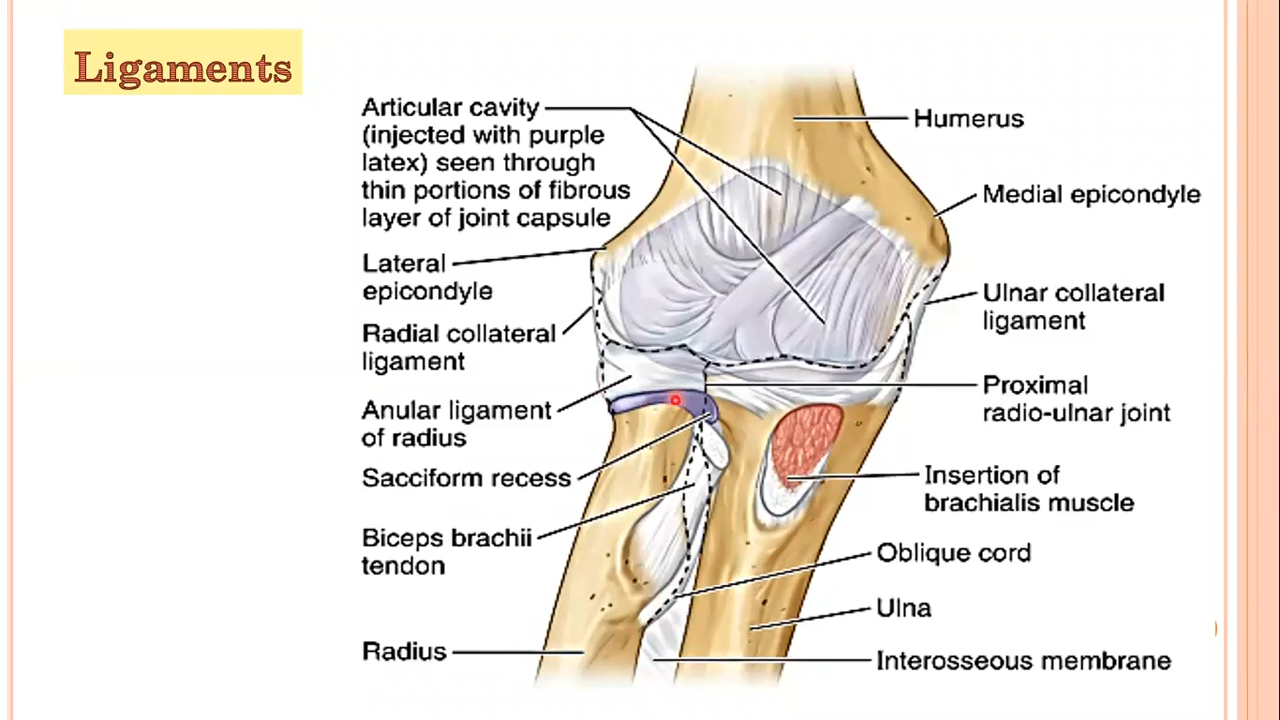 Ligaments
Articular cavity
(injected with purple
latex) seen through
thin portions of fibrous
layer of joint capsule
Lateral
epicondyle
Radial collateral
ligament
Anular ligament
of radius
Sacciform recess
Biceps brachii
tendon
Radius
Humerus
Medial epicondyle
Ulnar collateral
ligament
Proximal
radio-ulnar joint
Insertion of
brachialis muscle
Oblique cord
Ulna
Interosseous membrane